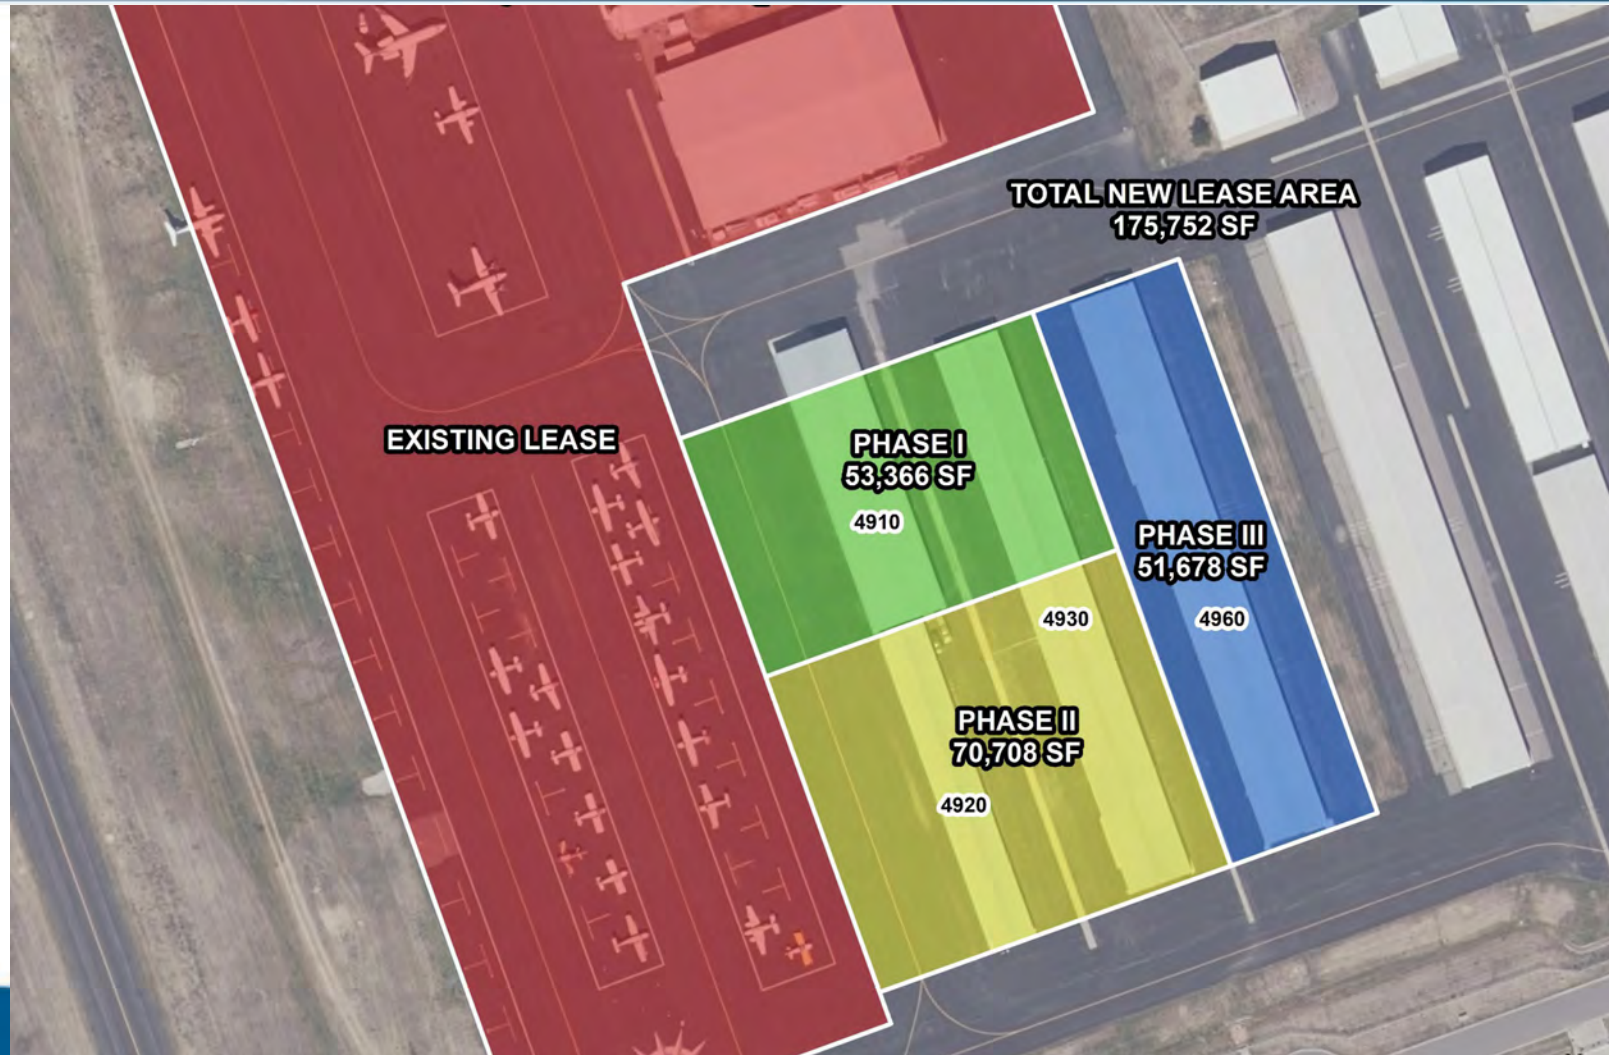 TOTAL NEW LEASE AREA
175,752 SF
EXISTING LEASE
PHASE I
53,366 SF
4910
PHASE III
51,678 SF
4930
4960
PHASE II
70,708 SF
4920